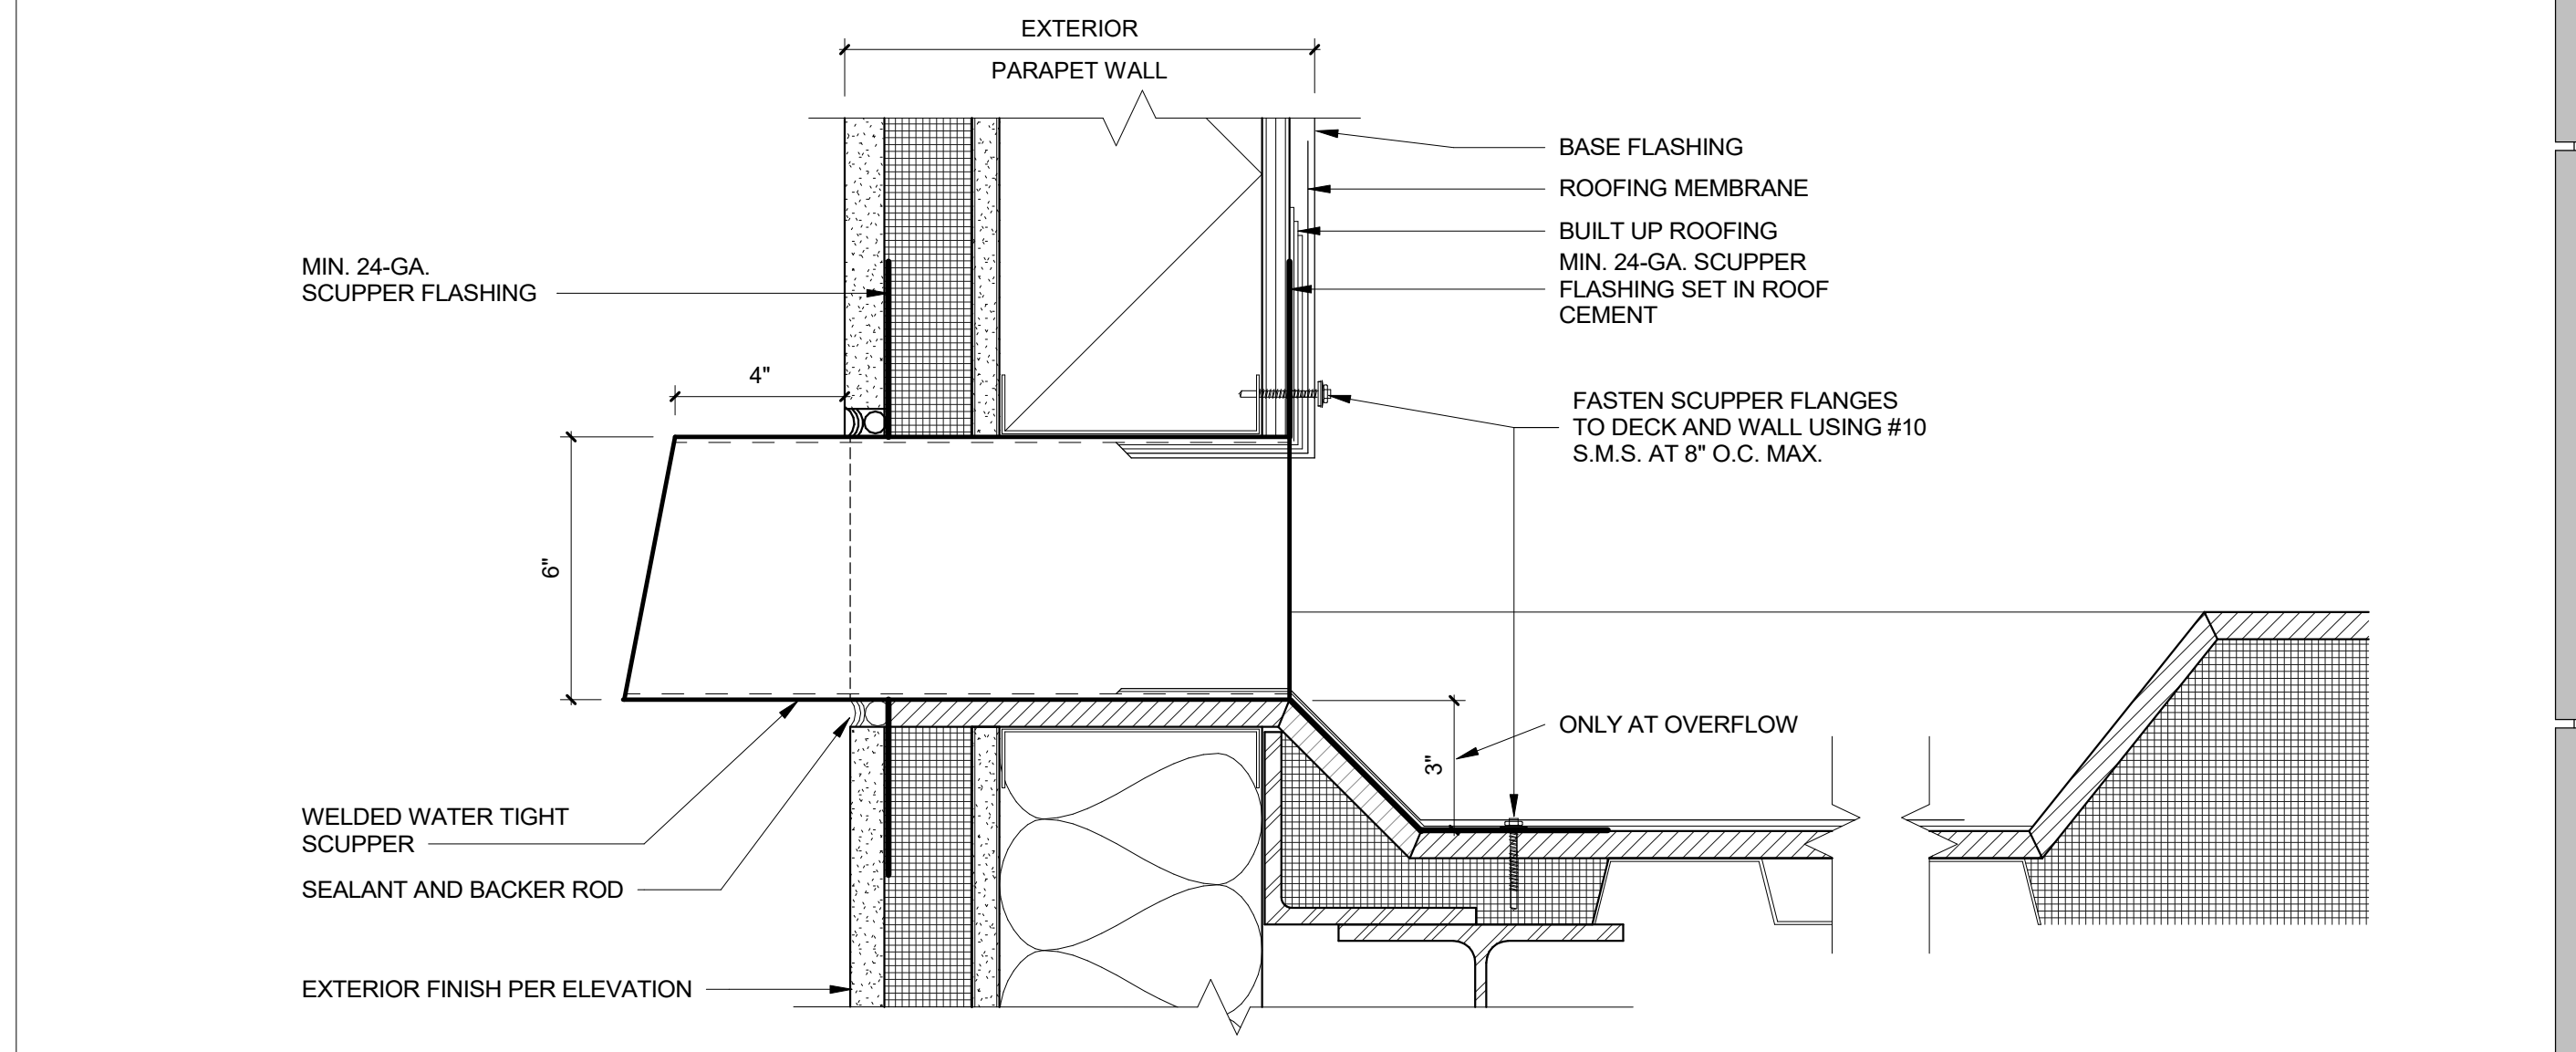 EXTERIOR
PARAPET WALL
BASE FLASHING
ROOFING MEMBRANE
BUILT UP ROOFING
MIN. 24-GA. SCUPPER
FLASHING SET IN ROOF
CEMENT
MIN. 24-GA.
SCUPPER FLASHING
4"
FASTEN SCUPPER FLANGES
TO DECK AND WALL USING #10
S.M.S. AT 8" O.C. MAX.
6"
ONLY AT OVERFLOW
3"
WELDED WATER TIGHT
SCUPPER
SEALANT AND BACKER ROD
EXTERIOR FINISH PER ELEVATION